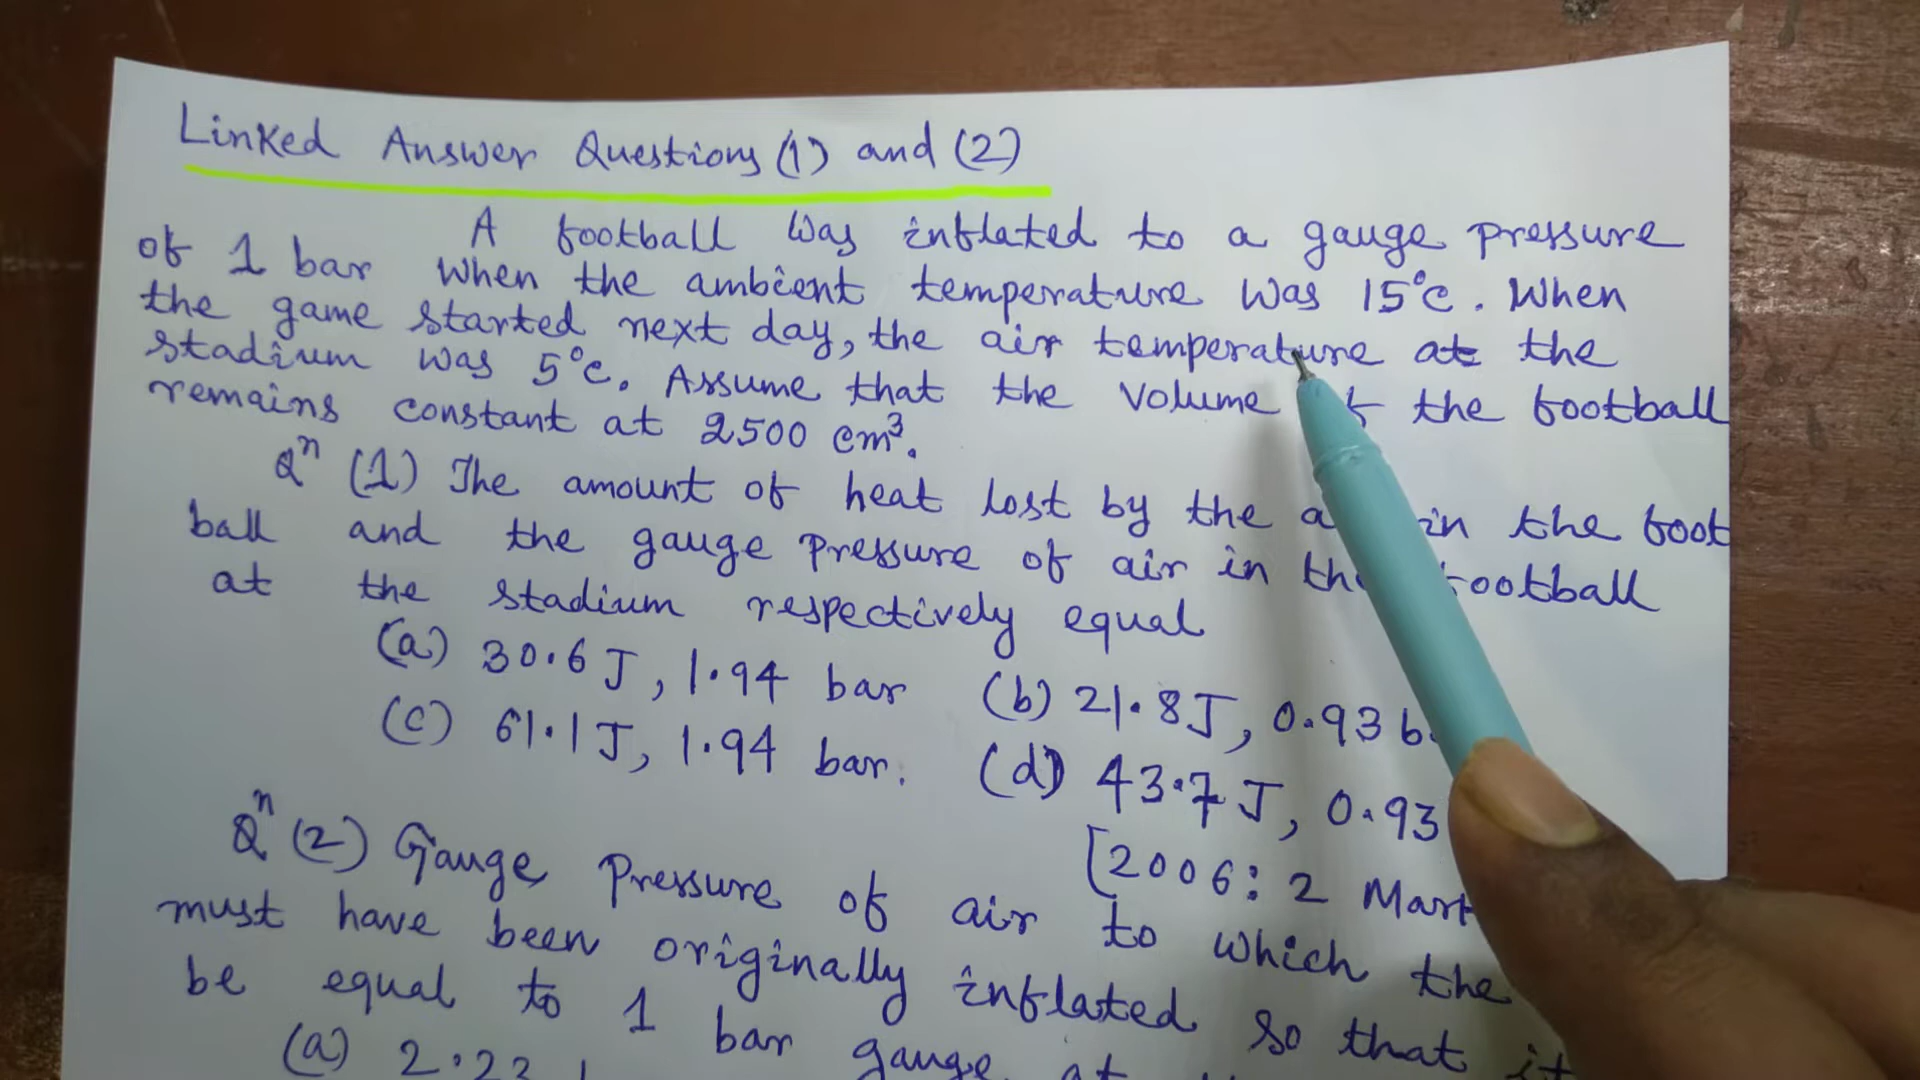 Linked Answer Questions (1) and (2)
A football was inflated to a gauge pressure
of 1 bar when the ambient temperature was 15°c. When
the game started next day, the air temperature at the
stadium was 5°c. Assume that the volume the football
remains constant at 2500 cm³.
Qⁿ (1) The amount of heat lost by the in the foot
ball and the gauge pressure of air in football
at the stadium respectively equal
(a) 30.6 J, 1.94 bar (b) 21.8 J, 0.93
(c) 61.1 J, 1.94 bar. (d) 43.7 J, 0.93
[2006: 2
Qⁿ (2) Gauge pressure of air to which the
must have been originally inflated so that it
be equal to 1 bar gauge at
(a) 2.23